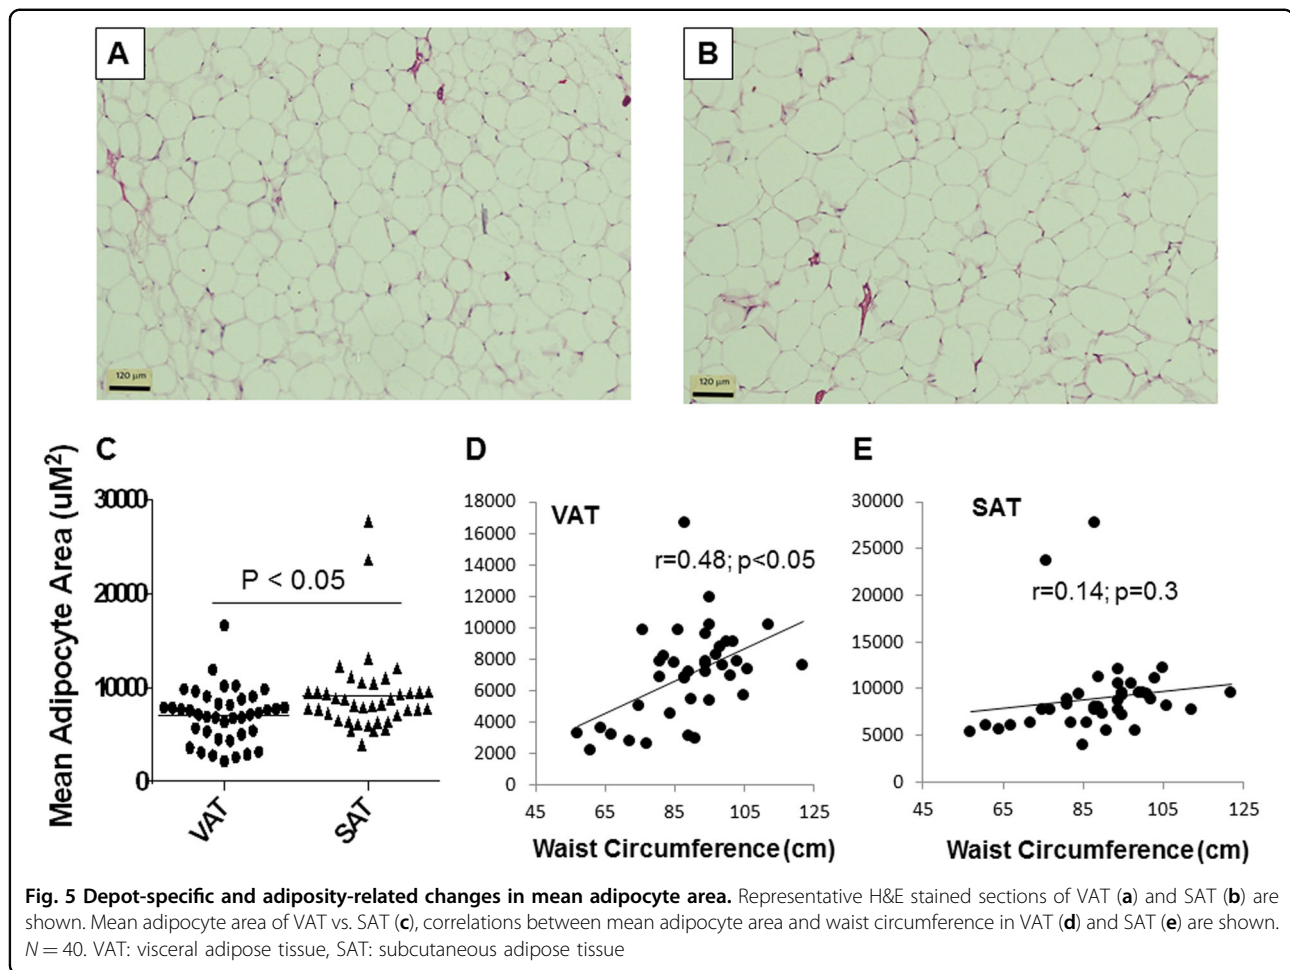 A
B
120 µm
120 µm
C
D
E
Mean Adipocyte Area (uM²)
30000
20000
10000
0
P < 0.05
VAT
SAT
18000
16000
14000
12000
10000
8000
6000
4000
2000
0
VAT
r=0.48; p<0.05
45
65
85
105
125
Waist Circumference (cm)
30000
25000
20000
15000
10000
5000
0
SAT
r=0.14; p=0.3
45
65
85
105
125
Waist Circumference (cm)
Fig. 5 Depot-specific and adiposity-related changes in mean adipocyte area. Representative H&E stained sections of VAT (a) and SAT (b) are
shown. Mean adipocyte area of VAT vs. SAT (c), correlations between mean adipocyte area and waist circumference in VAT (d) and SAT (e) are shown.
N = 40. VAT: visceral adipose tissue, SAT: subcutaneous adipose tissue